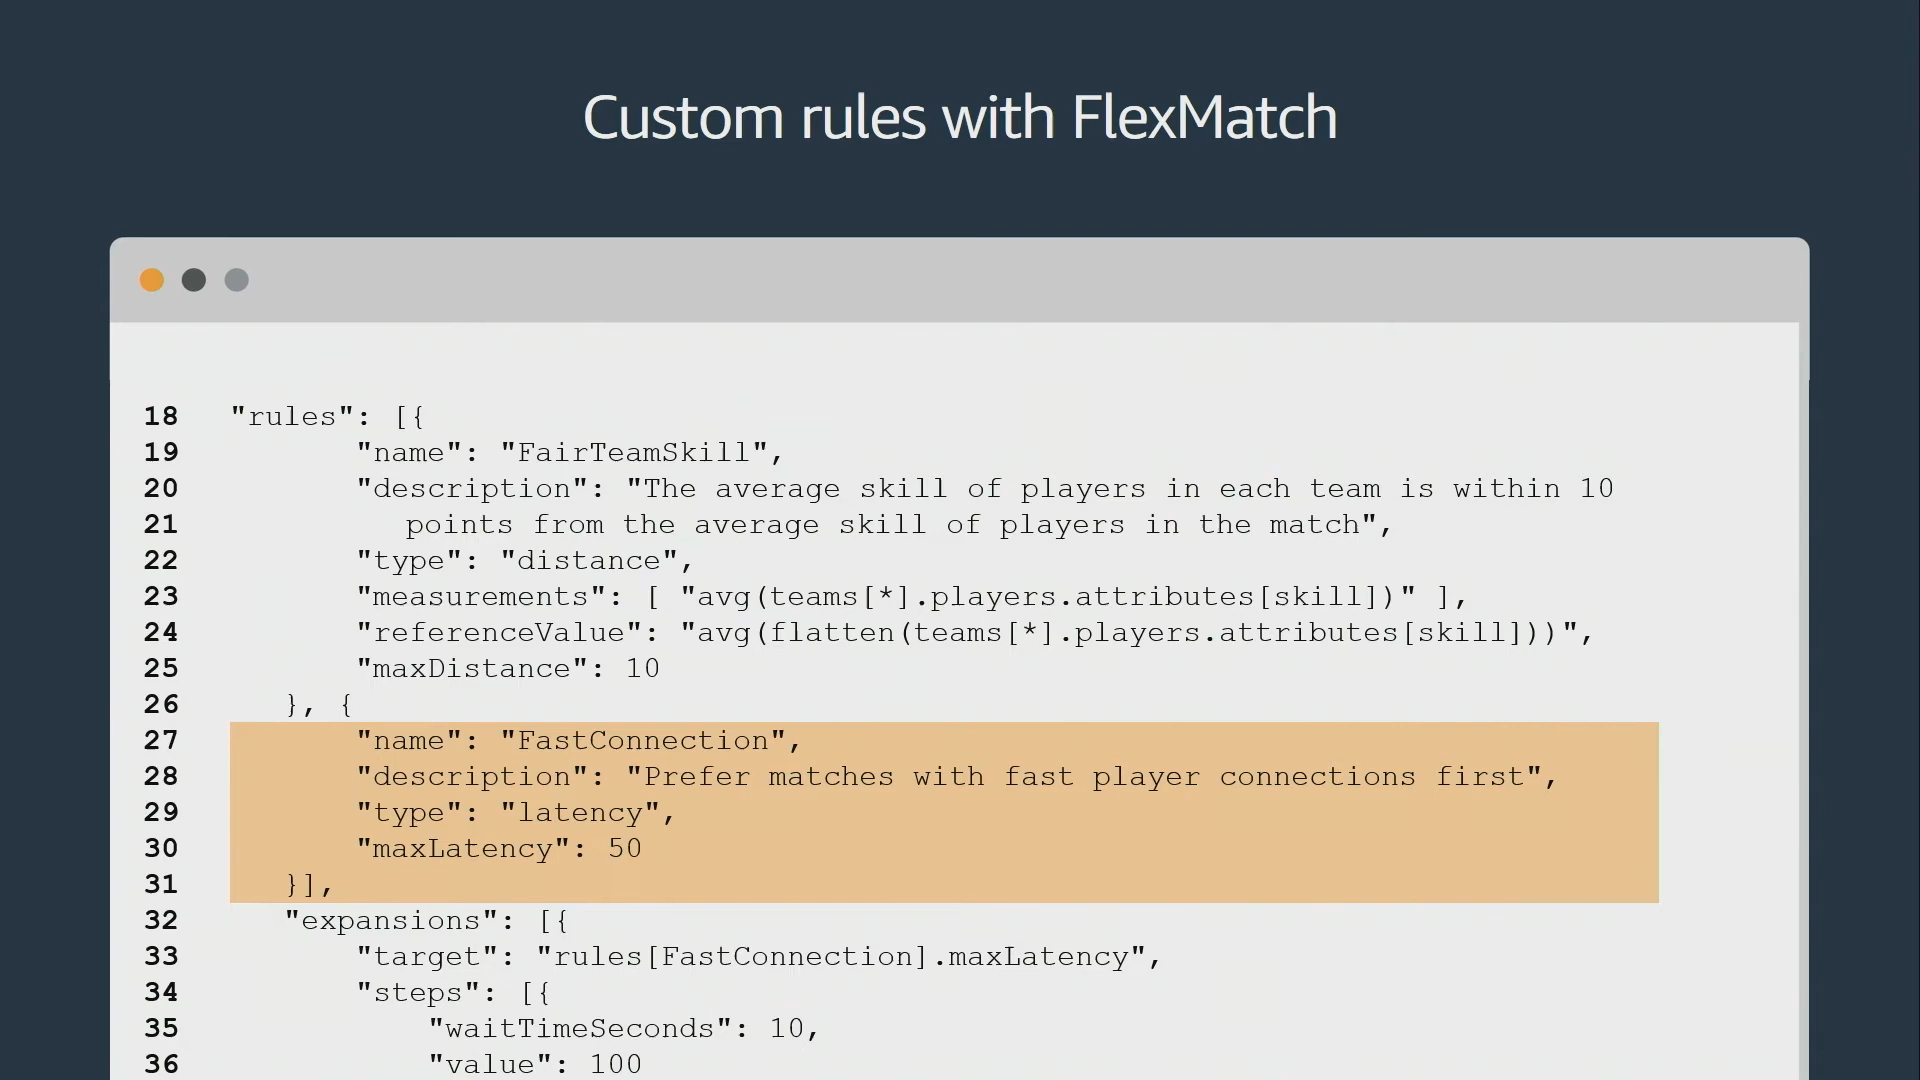 Custom rules with FlexMatch
18 "rules": [{
19 "name": "FairTeamSkill",
20 "description": "The average skill of players in each team is within 10
21 points from the average skill of players in the match",
22 "type": "distance",
23 "measurements": [ "avg(teams[*].players.attributes[skill])" ],
24 "referenceValue": "avg(flatten(teams[*].players.attributes[skill]))",
25 "maxDistance": 10
26 }, {
27 "name": "FastConnection",
28 "description": "Prefer matches with fast player connections first",
29 "type": "latency",
30 "maxLatency": 50
31 }],
32 "expansions": [{
33 "target": "rules[FastConnection].maxLatency",
34 "steps": [{
35 "waitTimeSeconds": 10,
36 "value": 100